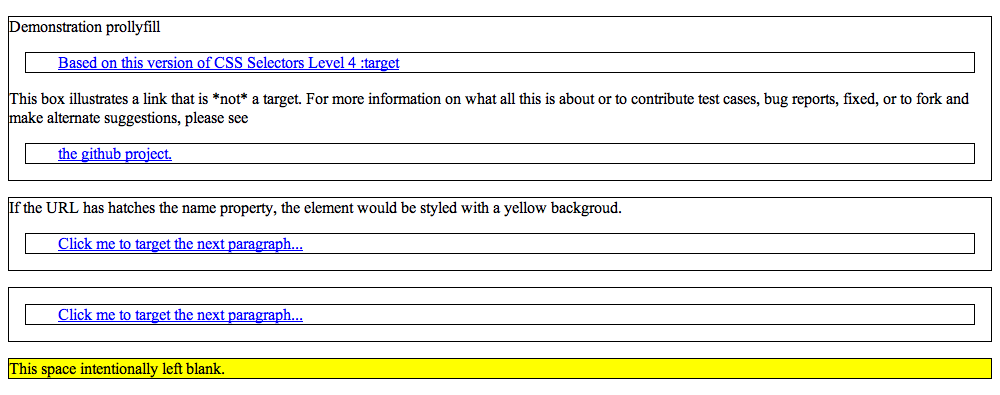 Demonstration prollyfill
Based on this version of CSS Selectors Level 4 :target
This box illustrates a link that is *not* a target. For more information on what all this is about or to contribute test cases, bug reports, fixed, or to fork and
make alternate suggestions, please see
the github project.
If the URL has hatches the name property, the element would be styled with a yellow backgroud.
Click me to target the next paragraph...
Click me to target the next paragraph...
This space intentionally left blank.